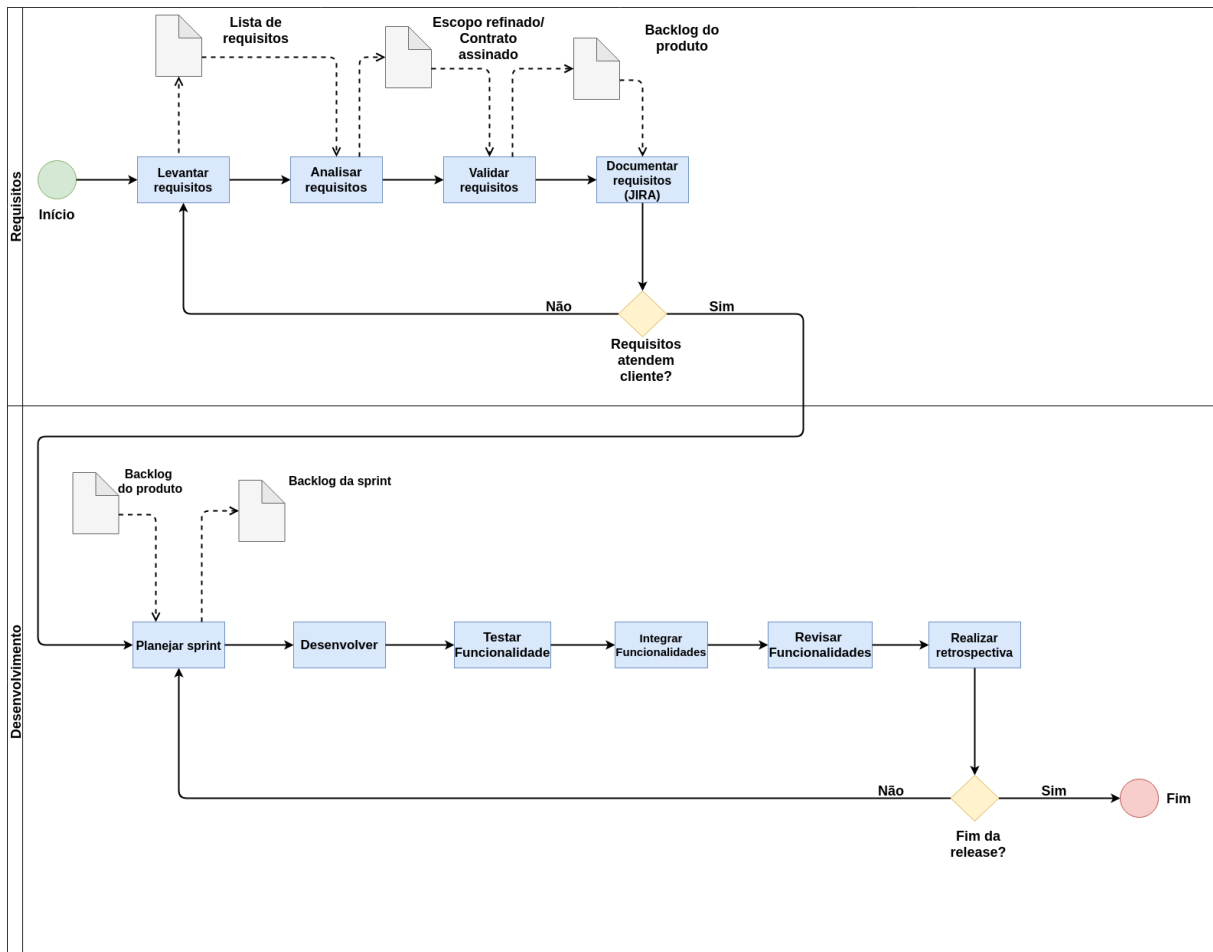 Requisitos
Lista de
requisitos
Escopo refinado/
Contrato
assinado
Backlog do
produto
Início
Levantar
requisitos
Analisar
requisitos
Validar
requisitos
Documentar
requisitos
(JIRA)
Não
Sim
Requisitos
atendem
cliente?
Desenvolvimento
Backlog
do produto
Backlog da sprint
Planejar sprint
Desenvolver
Testar
Funcionalidade
Integrar
Funcionalidades
Revisar
Funcionalidades
Realizar
retrospectiva
Não
Sim
Fim
Fim da
release?